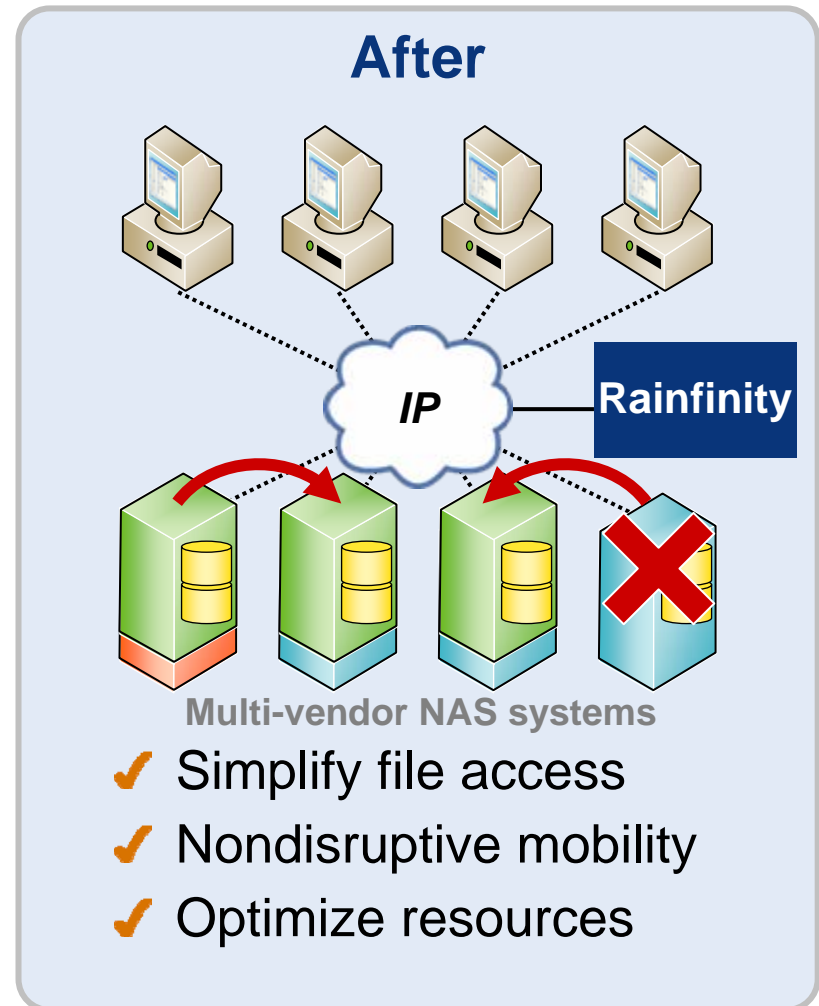 After
IP
Rainfinity
Multi-vendor NAS systems
✓ Simplify file access
✓ Nondisruptive mobility
✓ Optimize resources